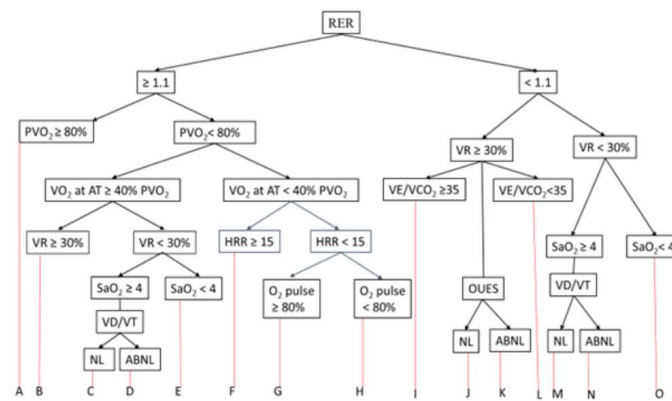 RER
≥ 1.1
< 1.1
PVO₂ ≥ 80%
PVO₂< 80%
VR ≥ 30%
VR < 30%
VO₂ at AT ≥ 40% PVO₂
VO₂ at AT < 40% PVO₂
VE/VCO₂ ≥35
VE/VCO₂<35
VR ≥ 30%
VR < 30%
HRR ≥ 15
HRR < 15
SaO₂ ≥ 4
SaO₂ < 4
SaO₂ ≥ 4
SaO₂ < 4
O₂ pulse
≥ 80%
O₂ pulse
< 80%
OUES
VD/VT
VD/VT
NL
ABNL
NL
ABNL
NL
ABNL
A B C D E F G H I J K L M N O